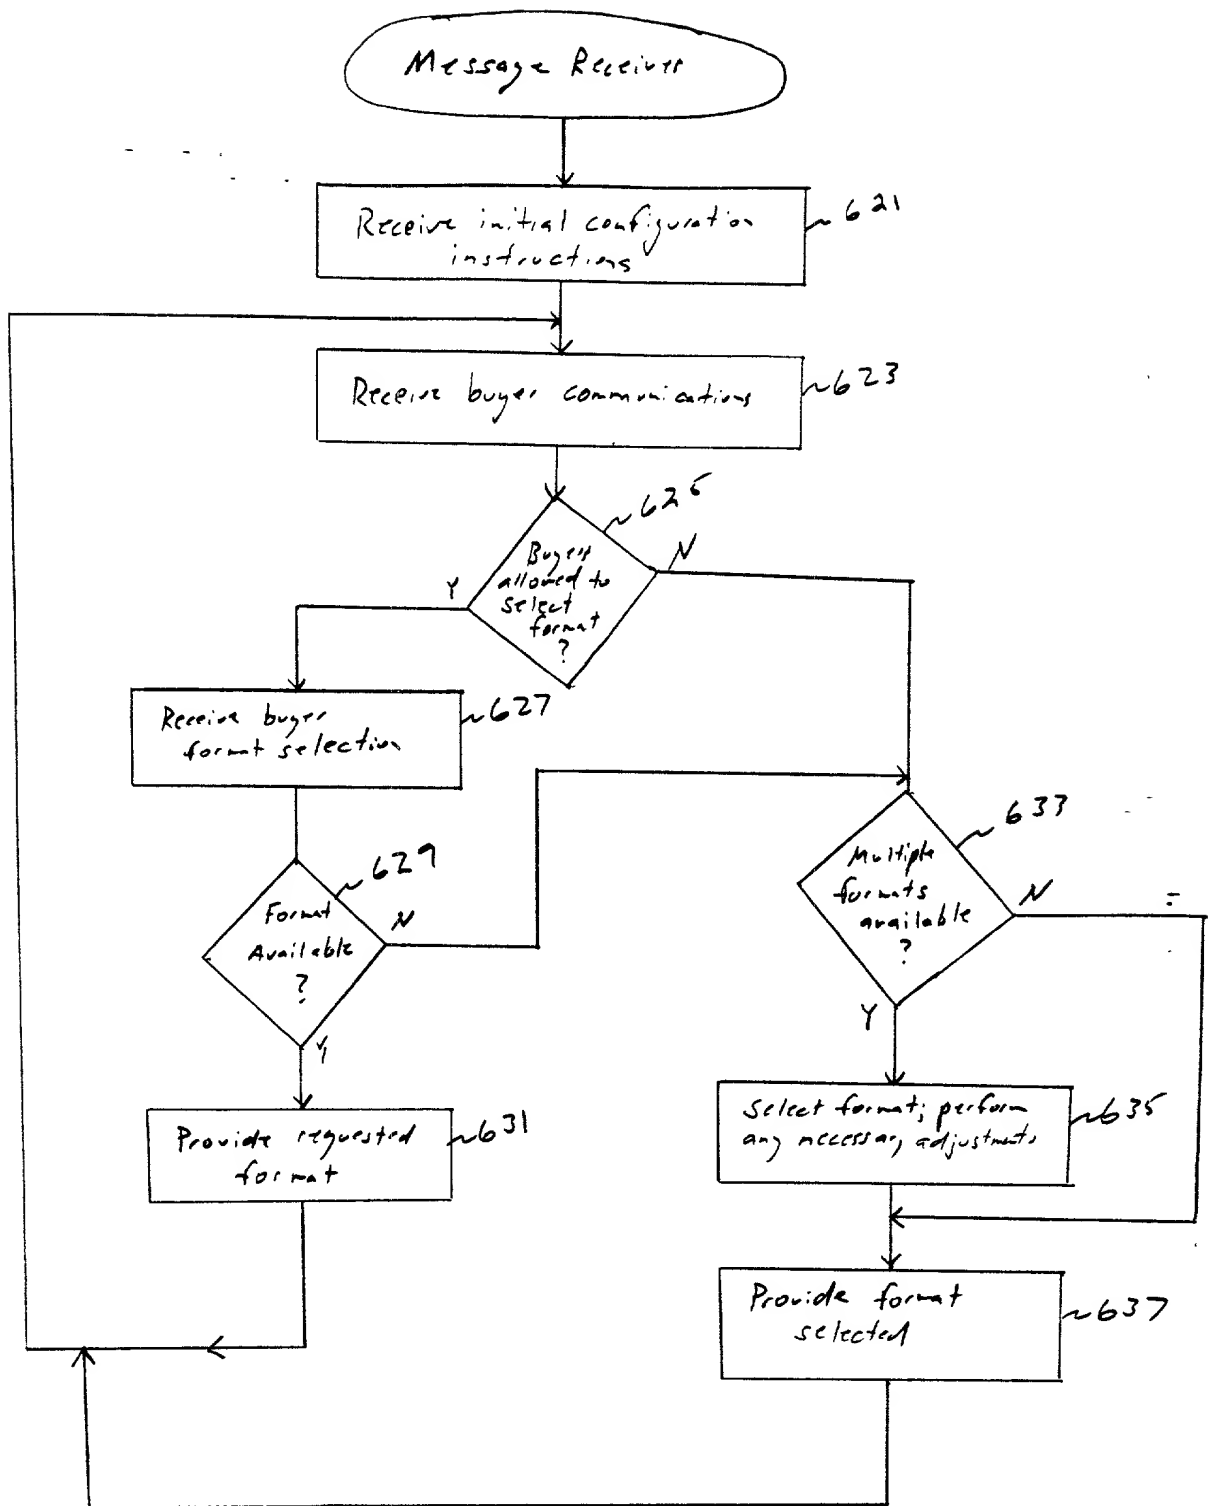 Message Receiver
Receive initial configuration
instructions
~621
Receive buyer communications
~623
~625
Buyer
allowed to
select
format
?
Y
N
Receive buyer
format selection
~627
~629
Format
Available
?
N
Y
~633
Multiple
formats
available
?
N
Y
Provide requested
format
~631
Select format; perform
any necessary adjustments
~635
Provide format
selected
~637